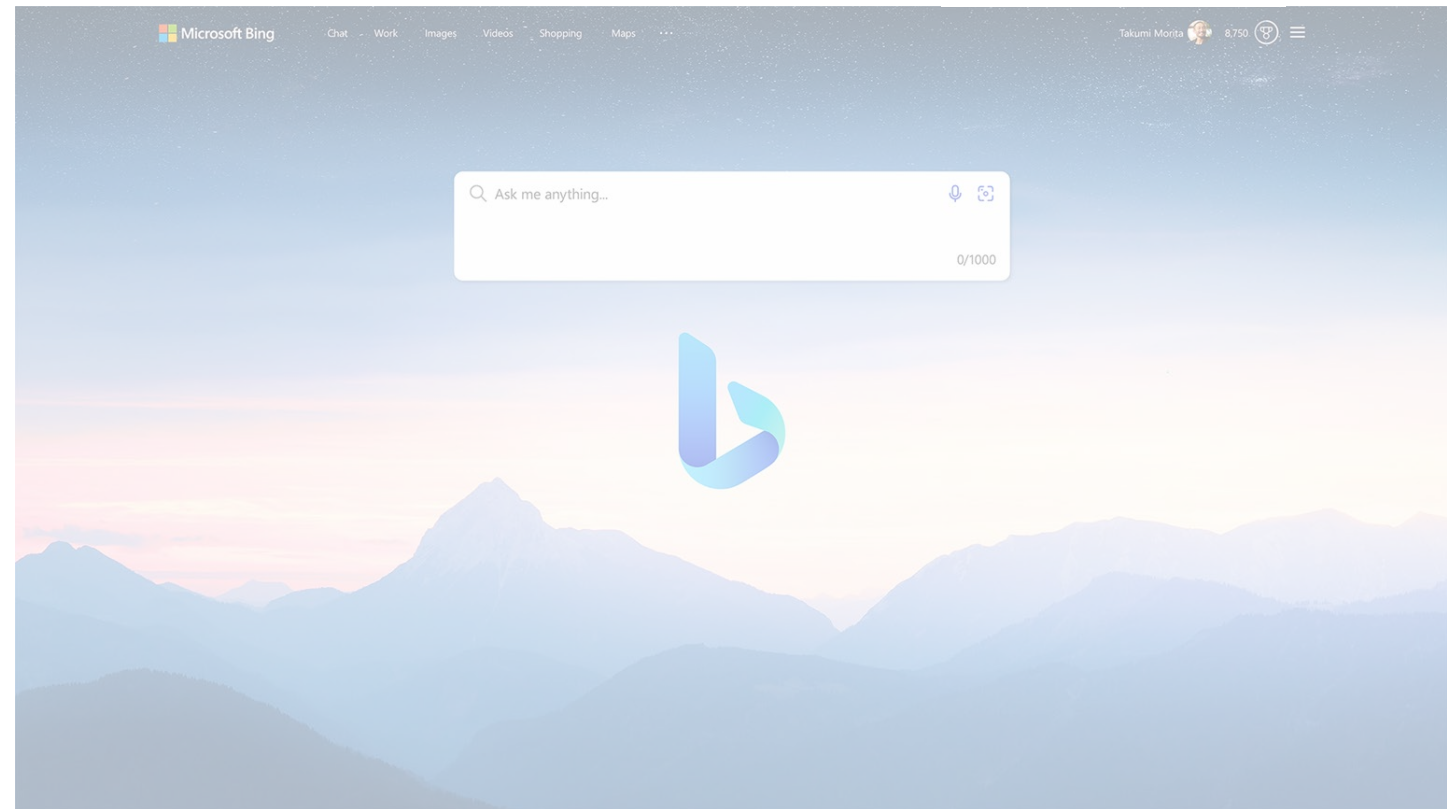 Microsoft Bing Chat Work Images Videos Shopping Maps ... Takumi Morita 8,750
Ask me anything...
0/1000